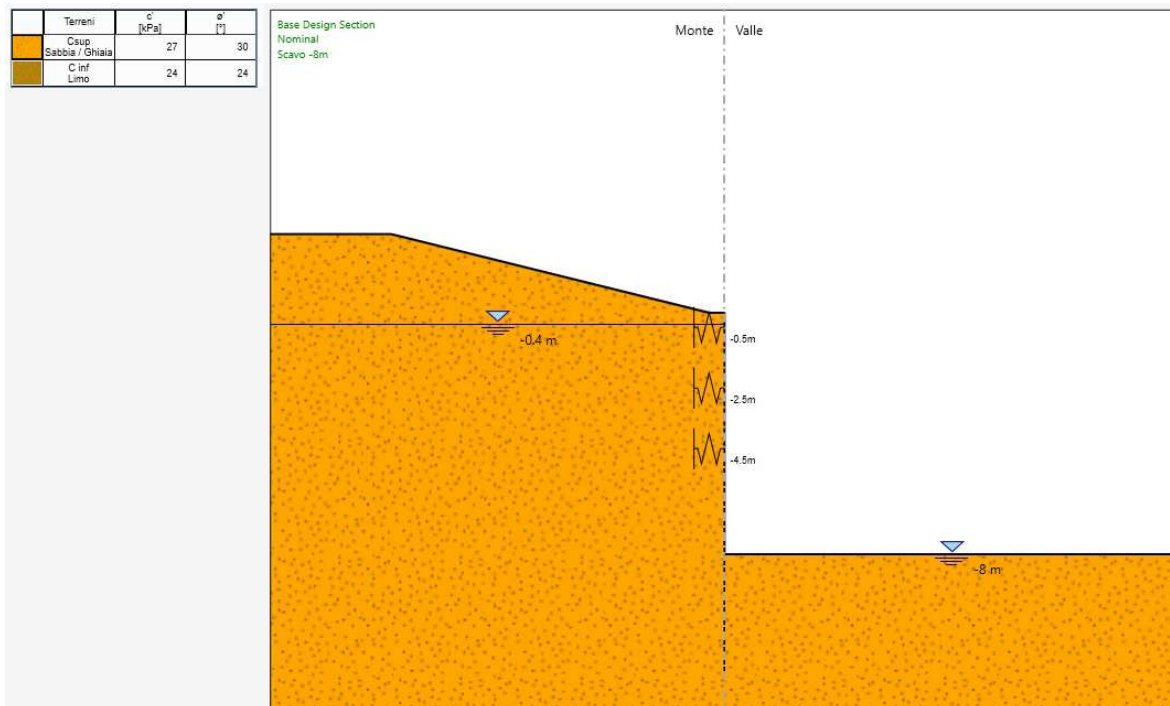 Terreni c' ø'
[kPa] [°]
Csup 27 30
Sabbia / Ghiaia
C inf 24 24
Limo
Base Design Section
Nominal
Scavo -8m
Monte Valle
-0.4 m
-0.5m
-2.5m
-4.5m
-8 m